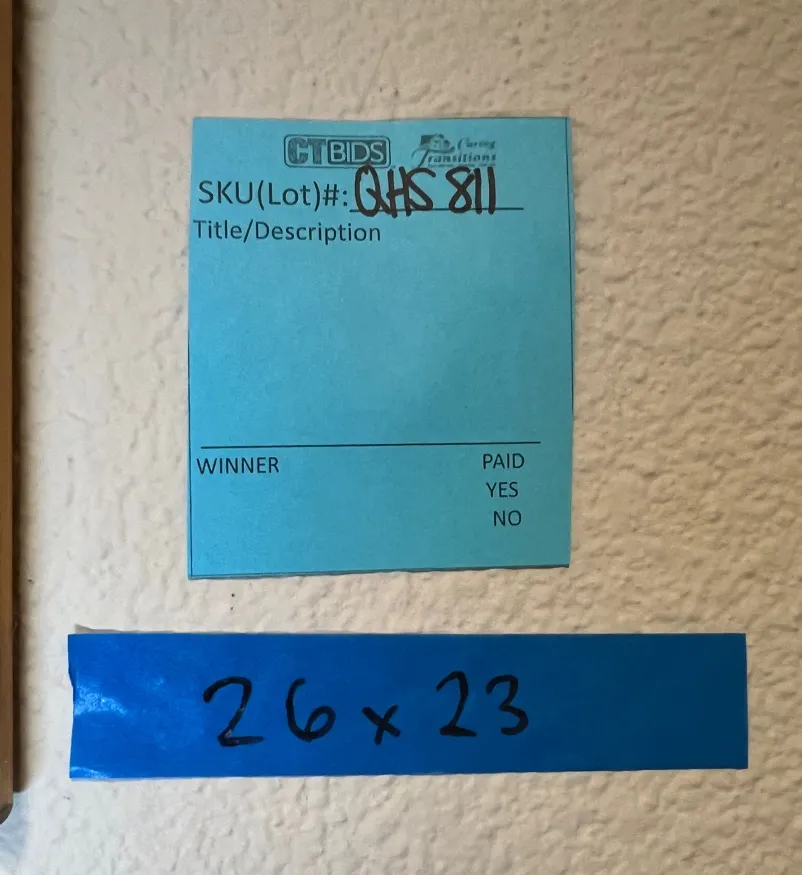 CTBIDS Caring Transitions
SKU(Lot)#: QHS 811
Title/Description
WINNER PAID
YES
NO
26 x 23